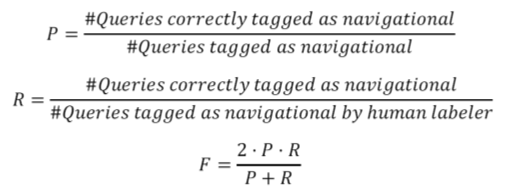 P = #Queries correctly tagged as navigational / #Queries tagged as navigational
R = #Queries correctly tagged as navigational / #Queries tagged as navigational by human labeler
F = 2 · P · R / P + R